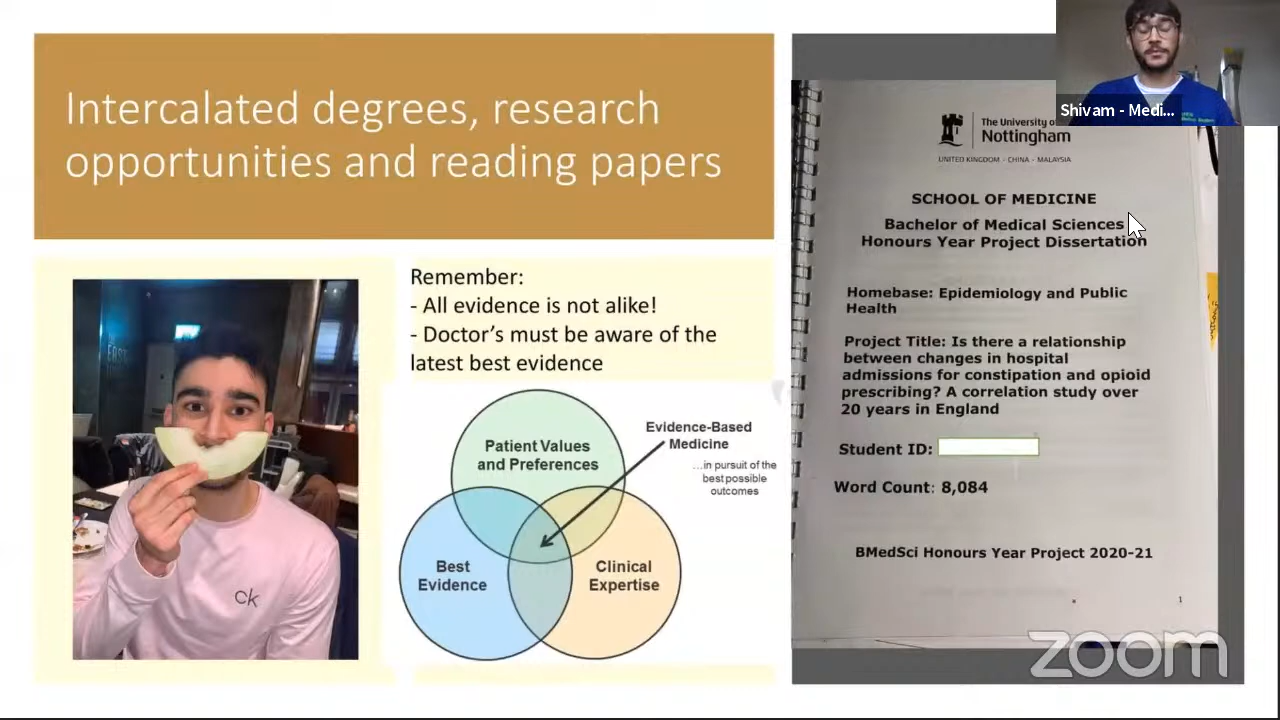 Intercalated degrees, research
opportunities and reading papers
Remember:
- All evidence is not alike!
- Doctor's must be aware of the
latest best evidence
Patient Values
and Preferences
Evidence-Based
Medicine
...in pursuit of the
best possible
outcomes
Best
Evidence
Clinical
Expertise
ck
Shivam - Medi...
The University of
Nottingham
UNITED KINGDOM · CHINA · MALAYSIA
SCHOOL OF MEDICINE
Bachelor of Medical Sciences
Honours Year Project Dissertation
Homebase: Epidemiology and Public
Health
Project Title: Is there a relationship
between changes in hospital
admissions for constipation and opioid
prescribing? A correlation study over
20 years in England
Student ID:
Word Count: 8,084
BMedSci Honours Year Project 2020-21
1
zoom